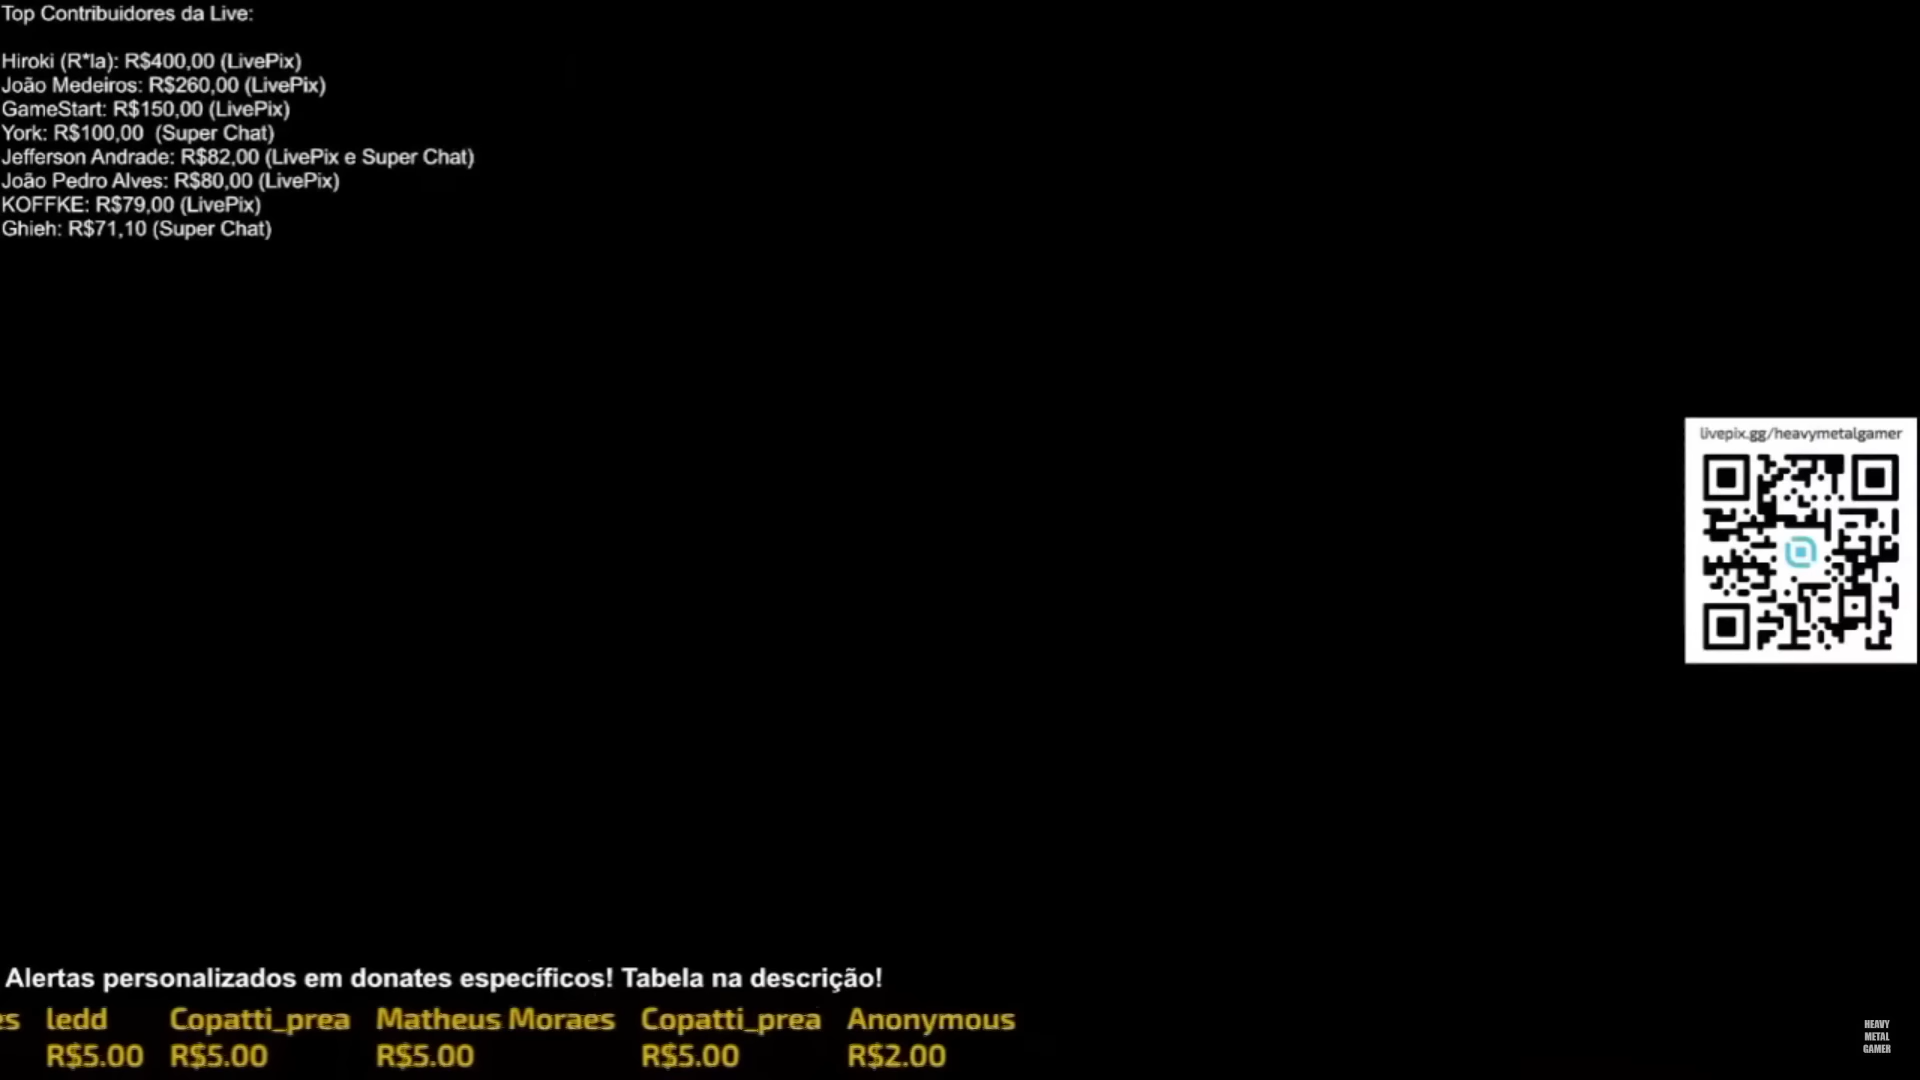 Top Contribuidores da Live:
Hiroki (R*la): R$400,00 (LivePix)
João Medeiros: R$260,00 (LivePix)
GameStart: R$150,00 (LivePix)
York: R$100,00  (Super Chat)
Jefferson Andrade: R$82,00 (LivePix e Super Chat)
João Pedro Alves: R$80,00 (LivePix)
KOFFKE: R$79,00 (LivePix)
Ghieh: R$71,10 (Super Chat)
livepix.gg/heavymetalgamer
Alertas personalizados em donates específicos! Tabela na descrição!
es ledd Copatti_prea Matheus Moraes Copatti_prea Anonymous
R$5.00 R$5.00 R$5.00 R$5.00 R$2.00
HEAVY
METAL
GAMER